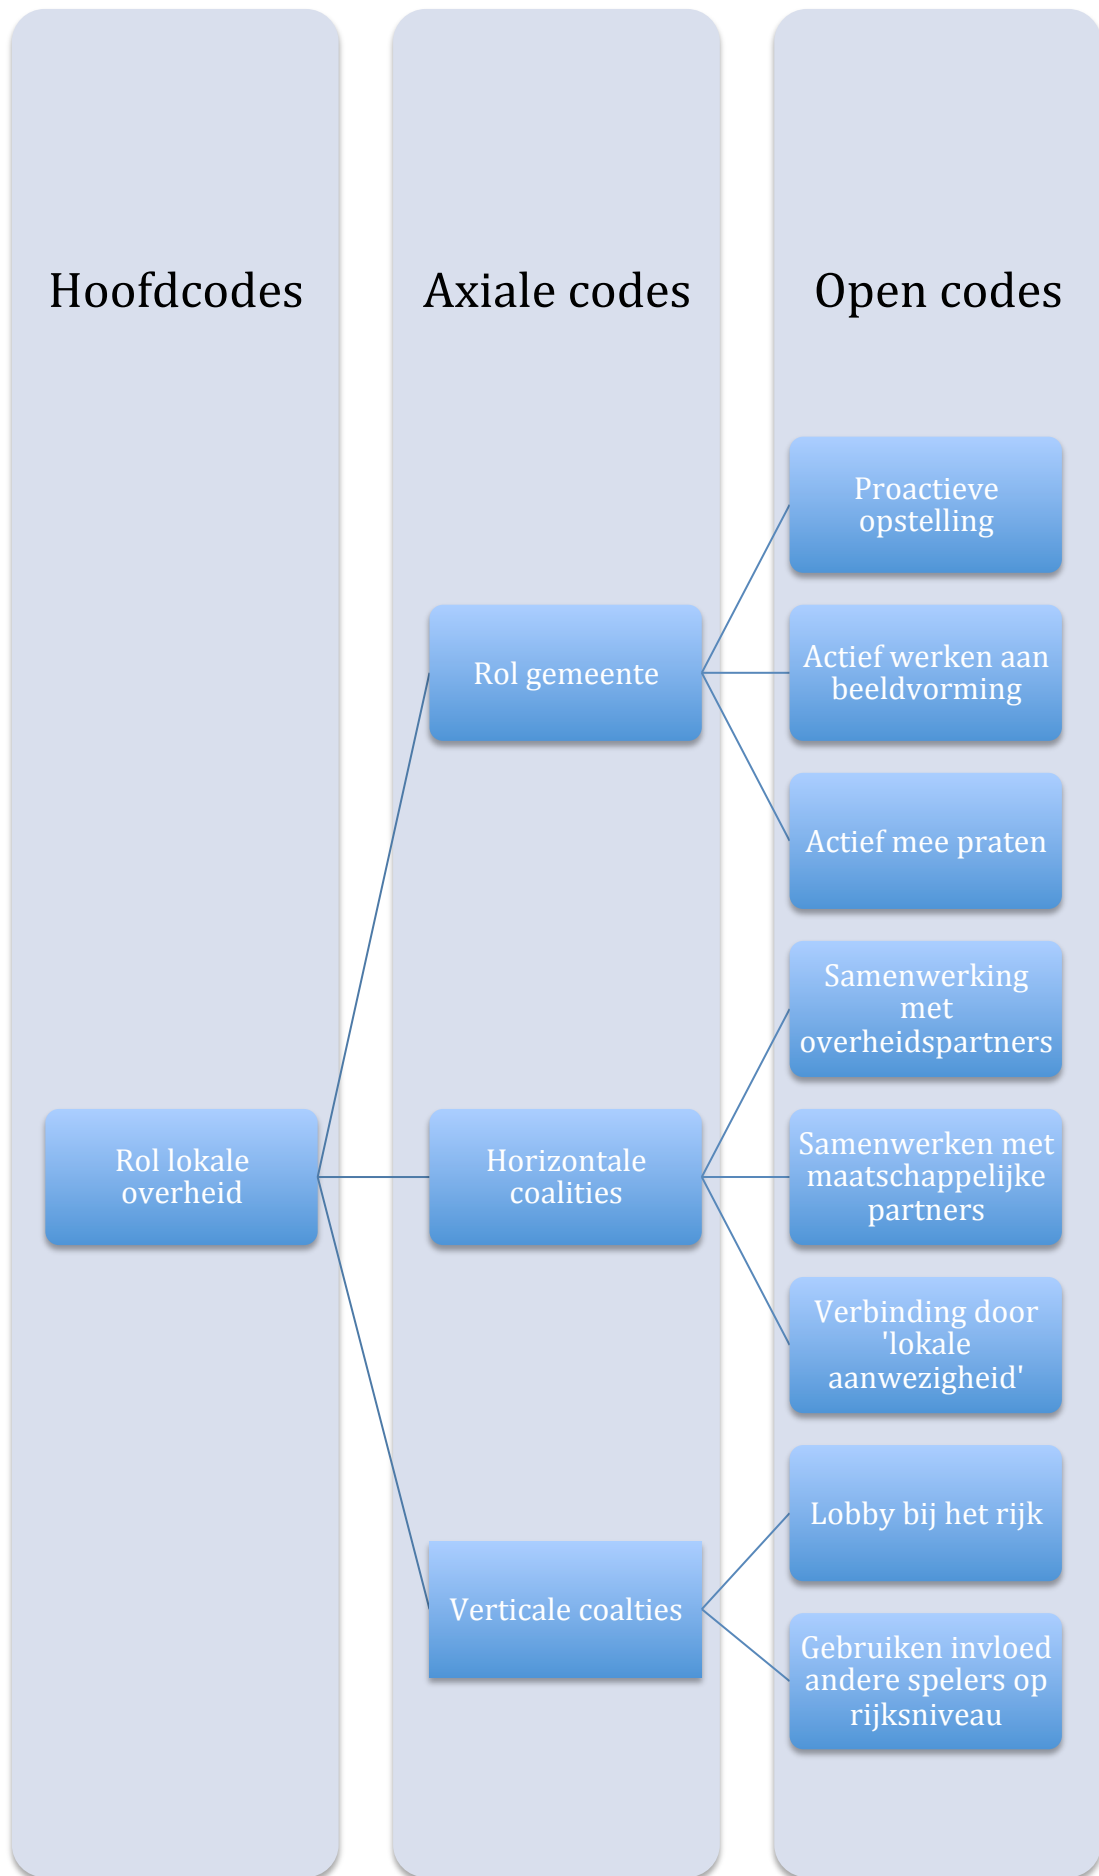 Hoofdcodes
Axiale codes
Open codes
Rol lokale
overheid
Rol gemeente
Proactieve
opstelling
Actief werken aan
beeldvorming
Actief mee praten
Horizontale
coalities
Samenwerking
met
overheidspartners
Samenwerken met
maatschappelijke
partners
Verbinding door
'lokale
aanwezigheid'
Verticale coalties
Lobby bij het rijk
Gebruiken invloed
andere spelers op
rijksniveau